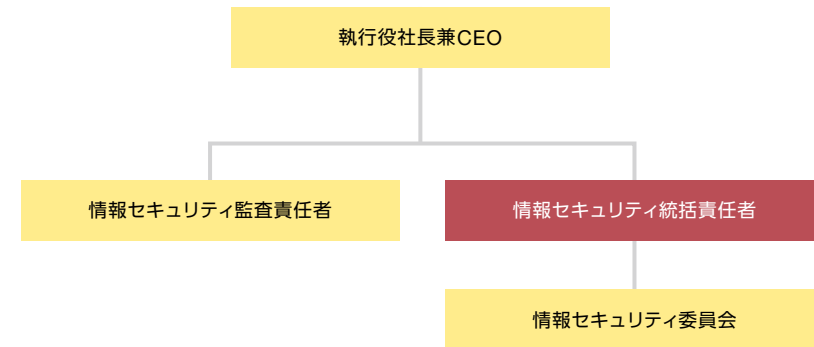 執行役社長兼CEO
情報セキュリティ監査責任者
情報セキュリティ統括責任者
情報セキュリティ委員会